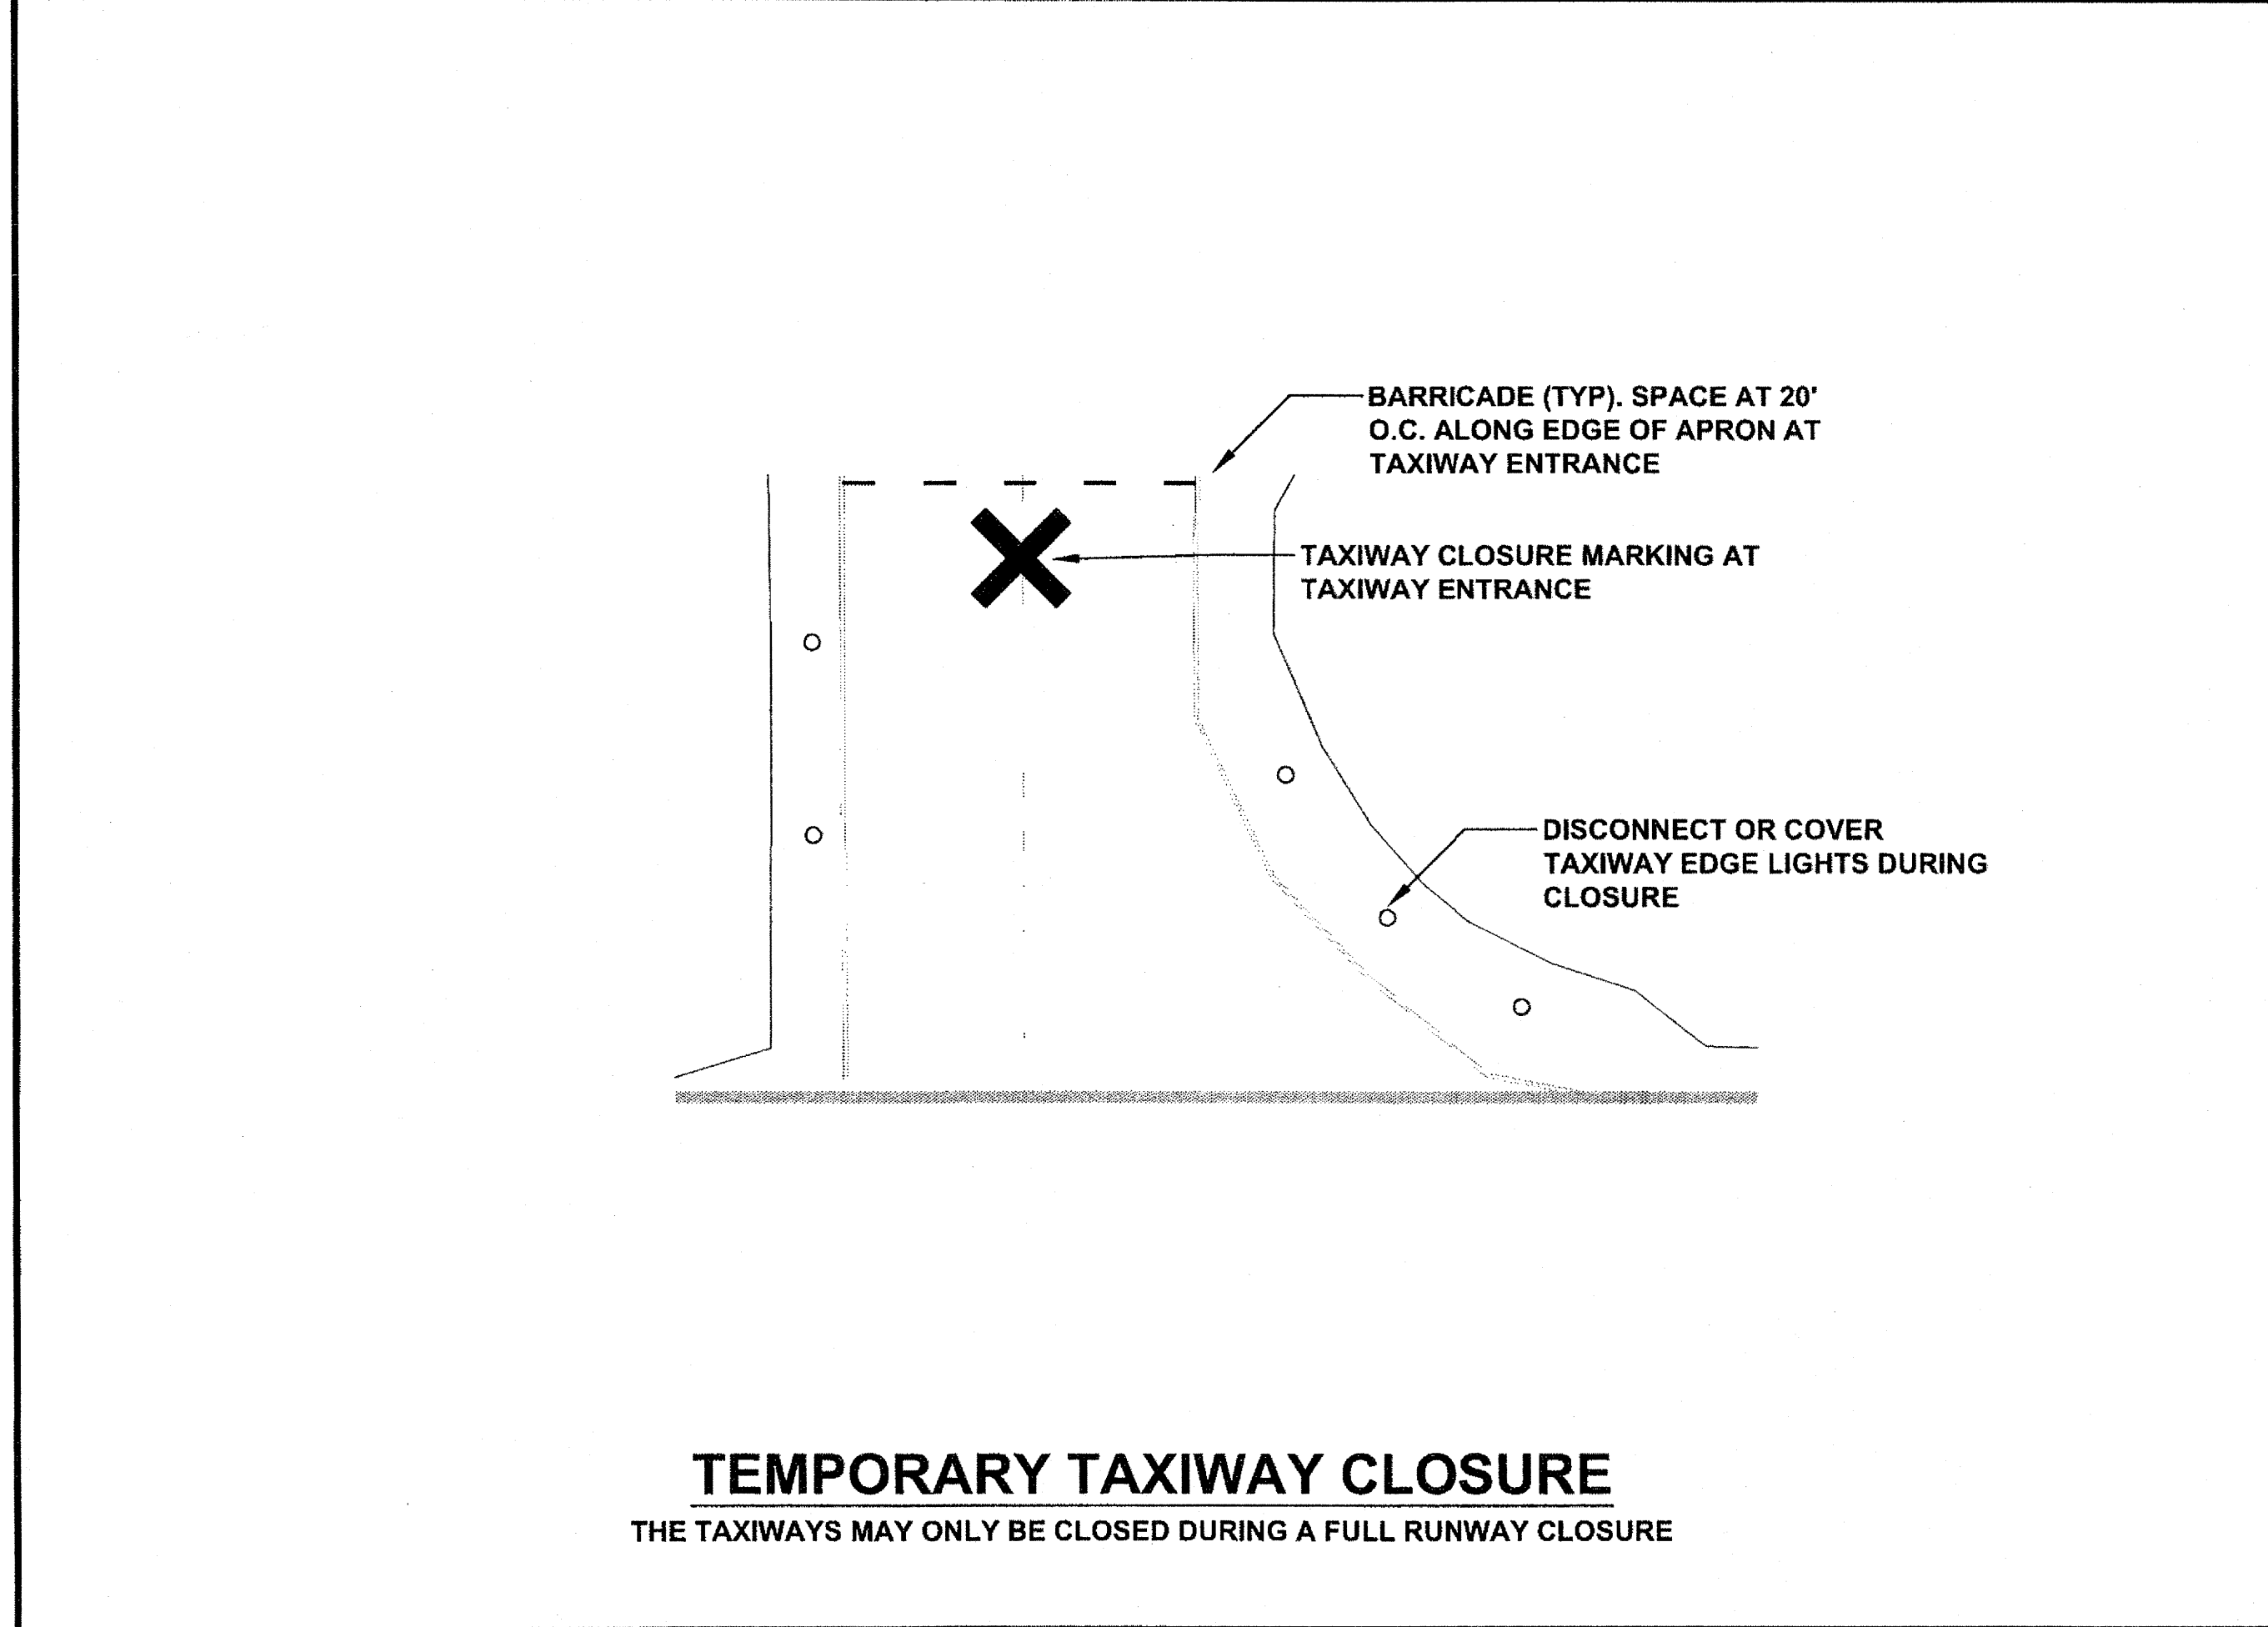 BARRICADE (TYP). SPACE AT 20'
O.C. ALONG EDGE OF APRON AT
TAXIWAY ENTRANCE
TAXIWAY CLOSURE MARKING AT
TAXIWAY ENTRANCE
DISCONNECT OR COVER
TAXIWAY EDGE LIGHTS DURING
CLOSURE
TEMPORARY TAXIWAY CLOSURE
THE TAXIWAYS MAY ONLY BE CLOSED DURING A FULL RUNWAY CLOSURE